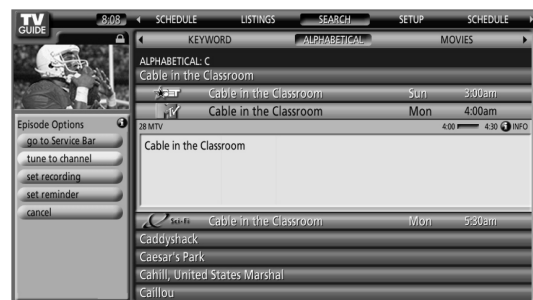 TV GUIDE
8:08
SCHEDULE LISTINGS SEARCH SETUP SCHEDULE
KEYWORD ALPHABETICAL MOVIES
ALPHABETICAL: C
Cable in the Classroom
BET Cable in the Classroom Sun 3:00am
MTV Cable in the Classroom Mon 4:00am
28 MTV 4:00 4:30 i INFO
Cable in the Classroom
Episode Options i
go to Service Bar
tune to channel
set recording
set reminder
cancel
Sci-Fi Cable in the Classroom Mon 5:30am
Caddyshack
Caesar's Park
Cahill, United States Marshal
Caillou